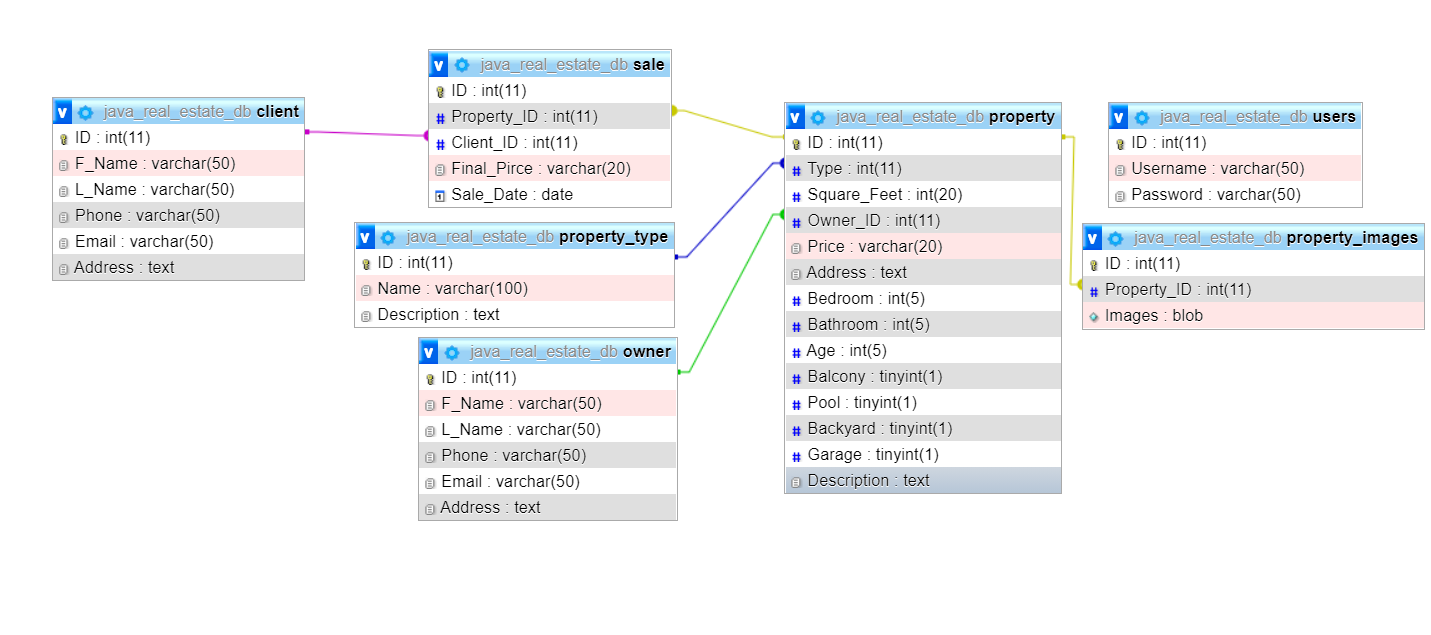 java_real_estate_db client
ID : int(11)
F_Name : varchar(50)
L_Name : varchar(50)
Phone : varchar(50)
Email : varchar(50)
Address : text
java_real_estate_db sale
ID : int(11)
Property_ID : int(11)
Client_ID : int(11)
Final_Pirce : varchar(20)
Sale_Date : date
java_real_estate_db property_type
ID : int(11)
Name : varchar(100)
Description : text
java_real_estate_db owner
ID : int(11)
F_Name : varchar(50)
L_Name : varchar(50)
Phone : varchar(50)
Email : varchar(50)
Address : text
java_real_estate_db property
ID : int(11)
Type : int(11)
Square_Feet : int(20)
Owner_ID : int(11)
Price : varchar(20)
Address : text
Bedroom : int(5)
Bathroom : int(5)
Age : int(5)
Balcony : tinyint(1)
Pool : tinyint(1)
Backyard : tinyint(1)
Garage : tinyint(1)
Description : text
java_real_estate_db users
ID : int(11)
Username : varchar(50)
Password : varchar(50)
java_real_estate_db property_images
ID : int(11)
Property_ID : int(11)
Images : blob